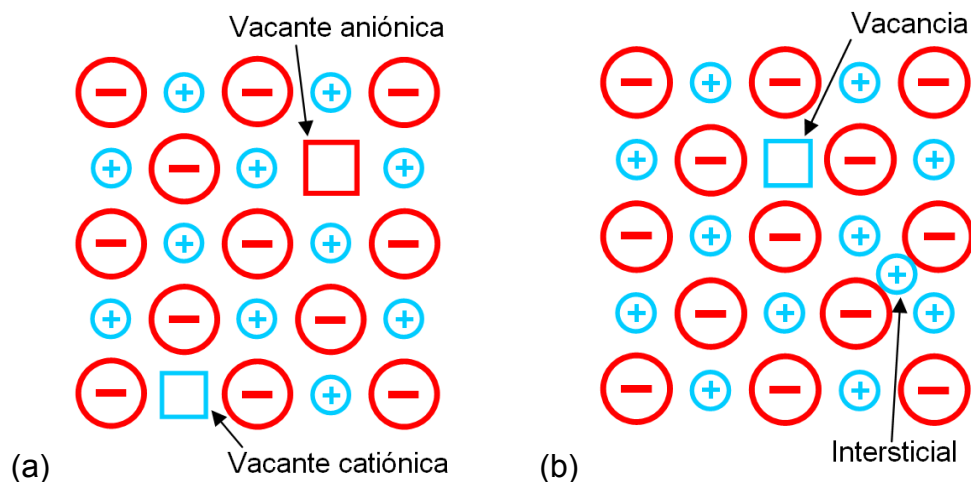 Vacante aniónica
Vacancia
Vacante catiónica
Intersticial
(a)
(b)